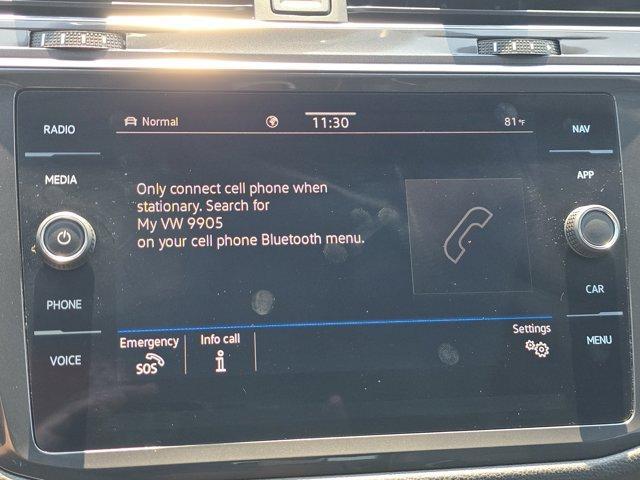 RADIO
MEDIA
PHONE
VOICE
Normal
11:30
81°F
Only connect cell phone when
stationary. Search for
My VW 9905
on your cell phone Bluetooth menu.
Emergency
SOS
Info call
i
Settings
NAV
APP
CAR
MENU